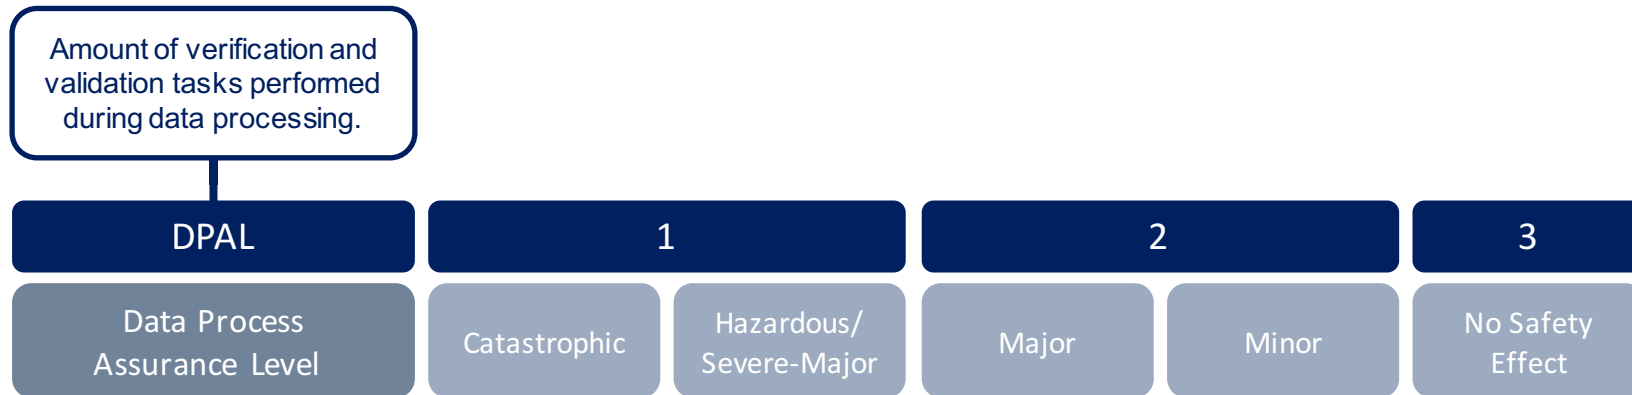 Amount of verification and
validation tasks performed
during data processing.
DPAL
1
2
3
Data Process
Assurance Level
Catastrophic
Hazardous/
Severe-Major
Major
Minor
No Safety
Effect